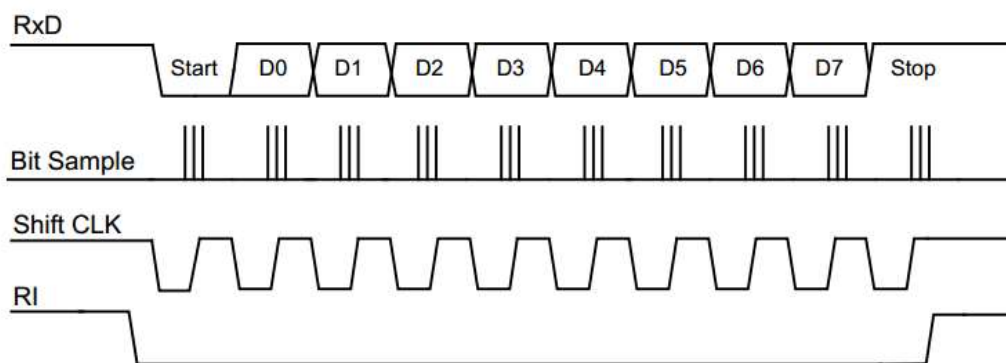 RxD
Start D0 D1 D2 D3 D4 D5 D6 D7 Stop
Bit Sample
Shift CLK
RI